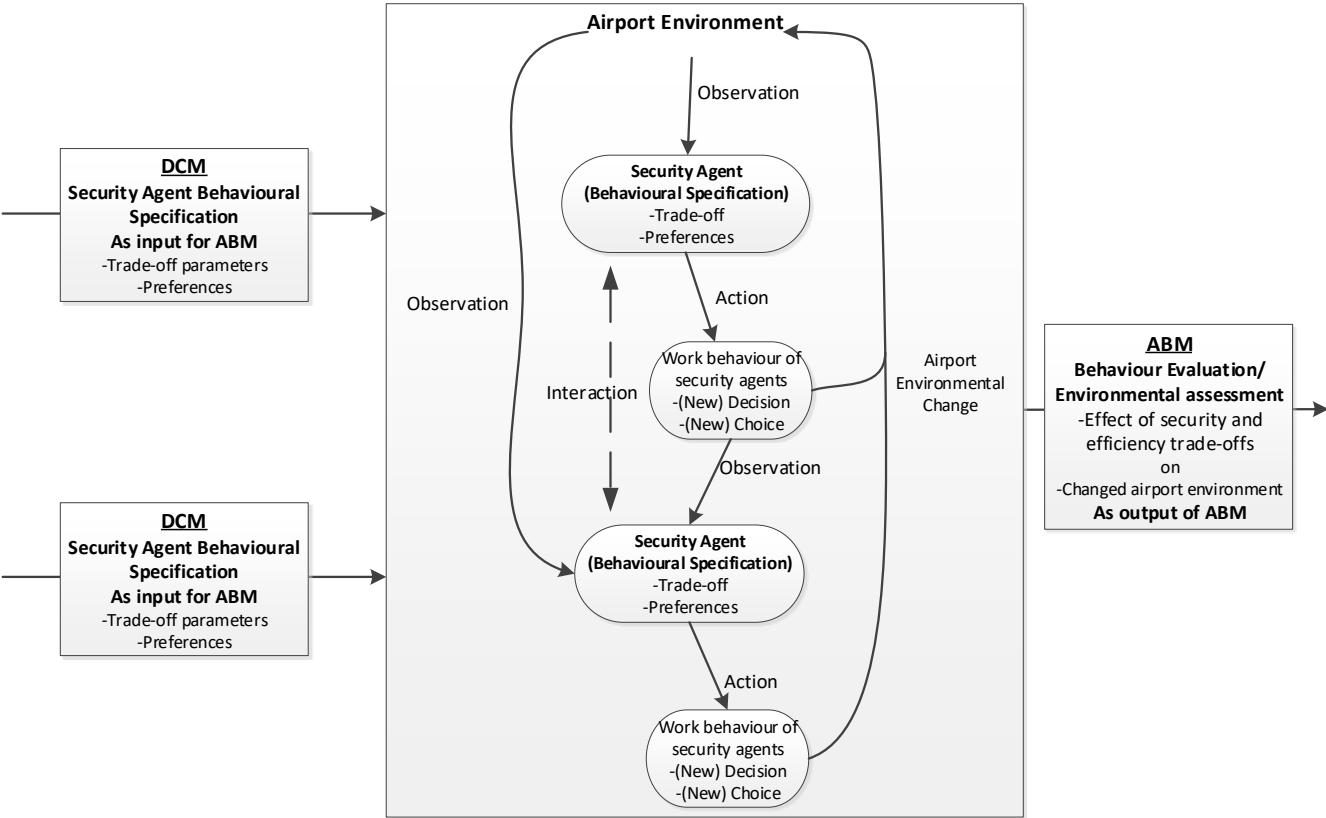 Airport Environment
Observation
DCM
Security Agent Behavioural
Specification
As input for ABM
-Trade-off parameters
-Preferences
Security Agent
(Behavioural Specification)
-Trade-off
-Preferences
Observation
Action
Interaction
Work behaviour of
security agents
-(New) Decision
-(New) Choice
Airport
Environmental
Change
ABM
Behaviour Evaluation/
Environmental assessment
-Effect of security and
efficiency trade-offs
on
-Changed airport environment
As output of ABM
Observation
DCM
Security Agent Behavioural
Specification
As input for ABM
-Trade-off parameters
-Preferences
Security Agent
(Behavioural Specification)
-Trade-off
-Preferences
Action
Work behaviour of
security agents
-(New) Decision
-(New) Choice